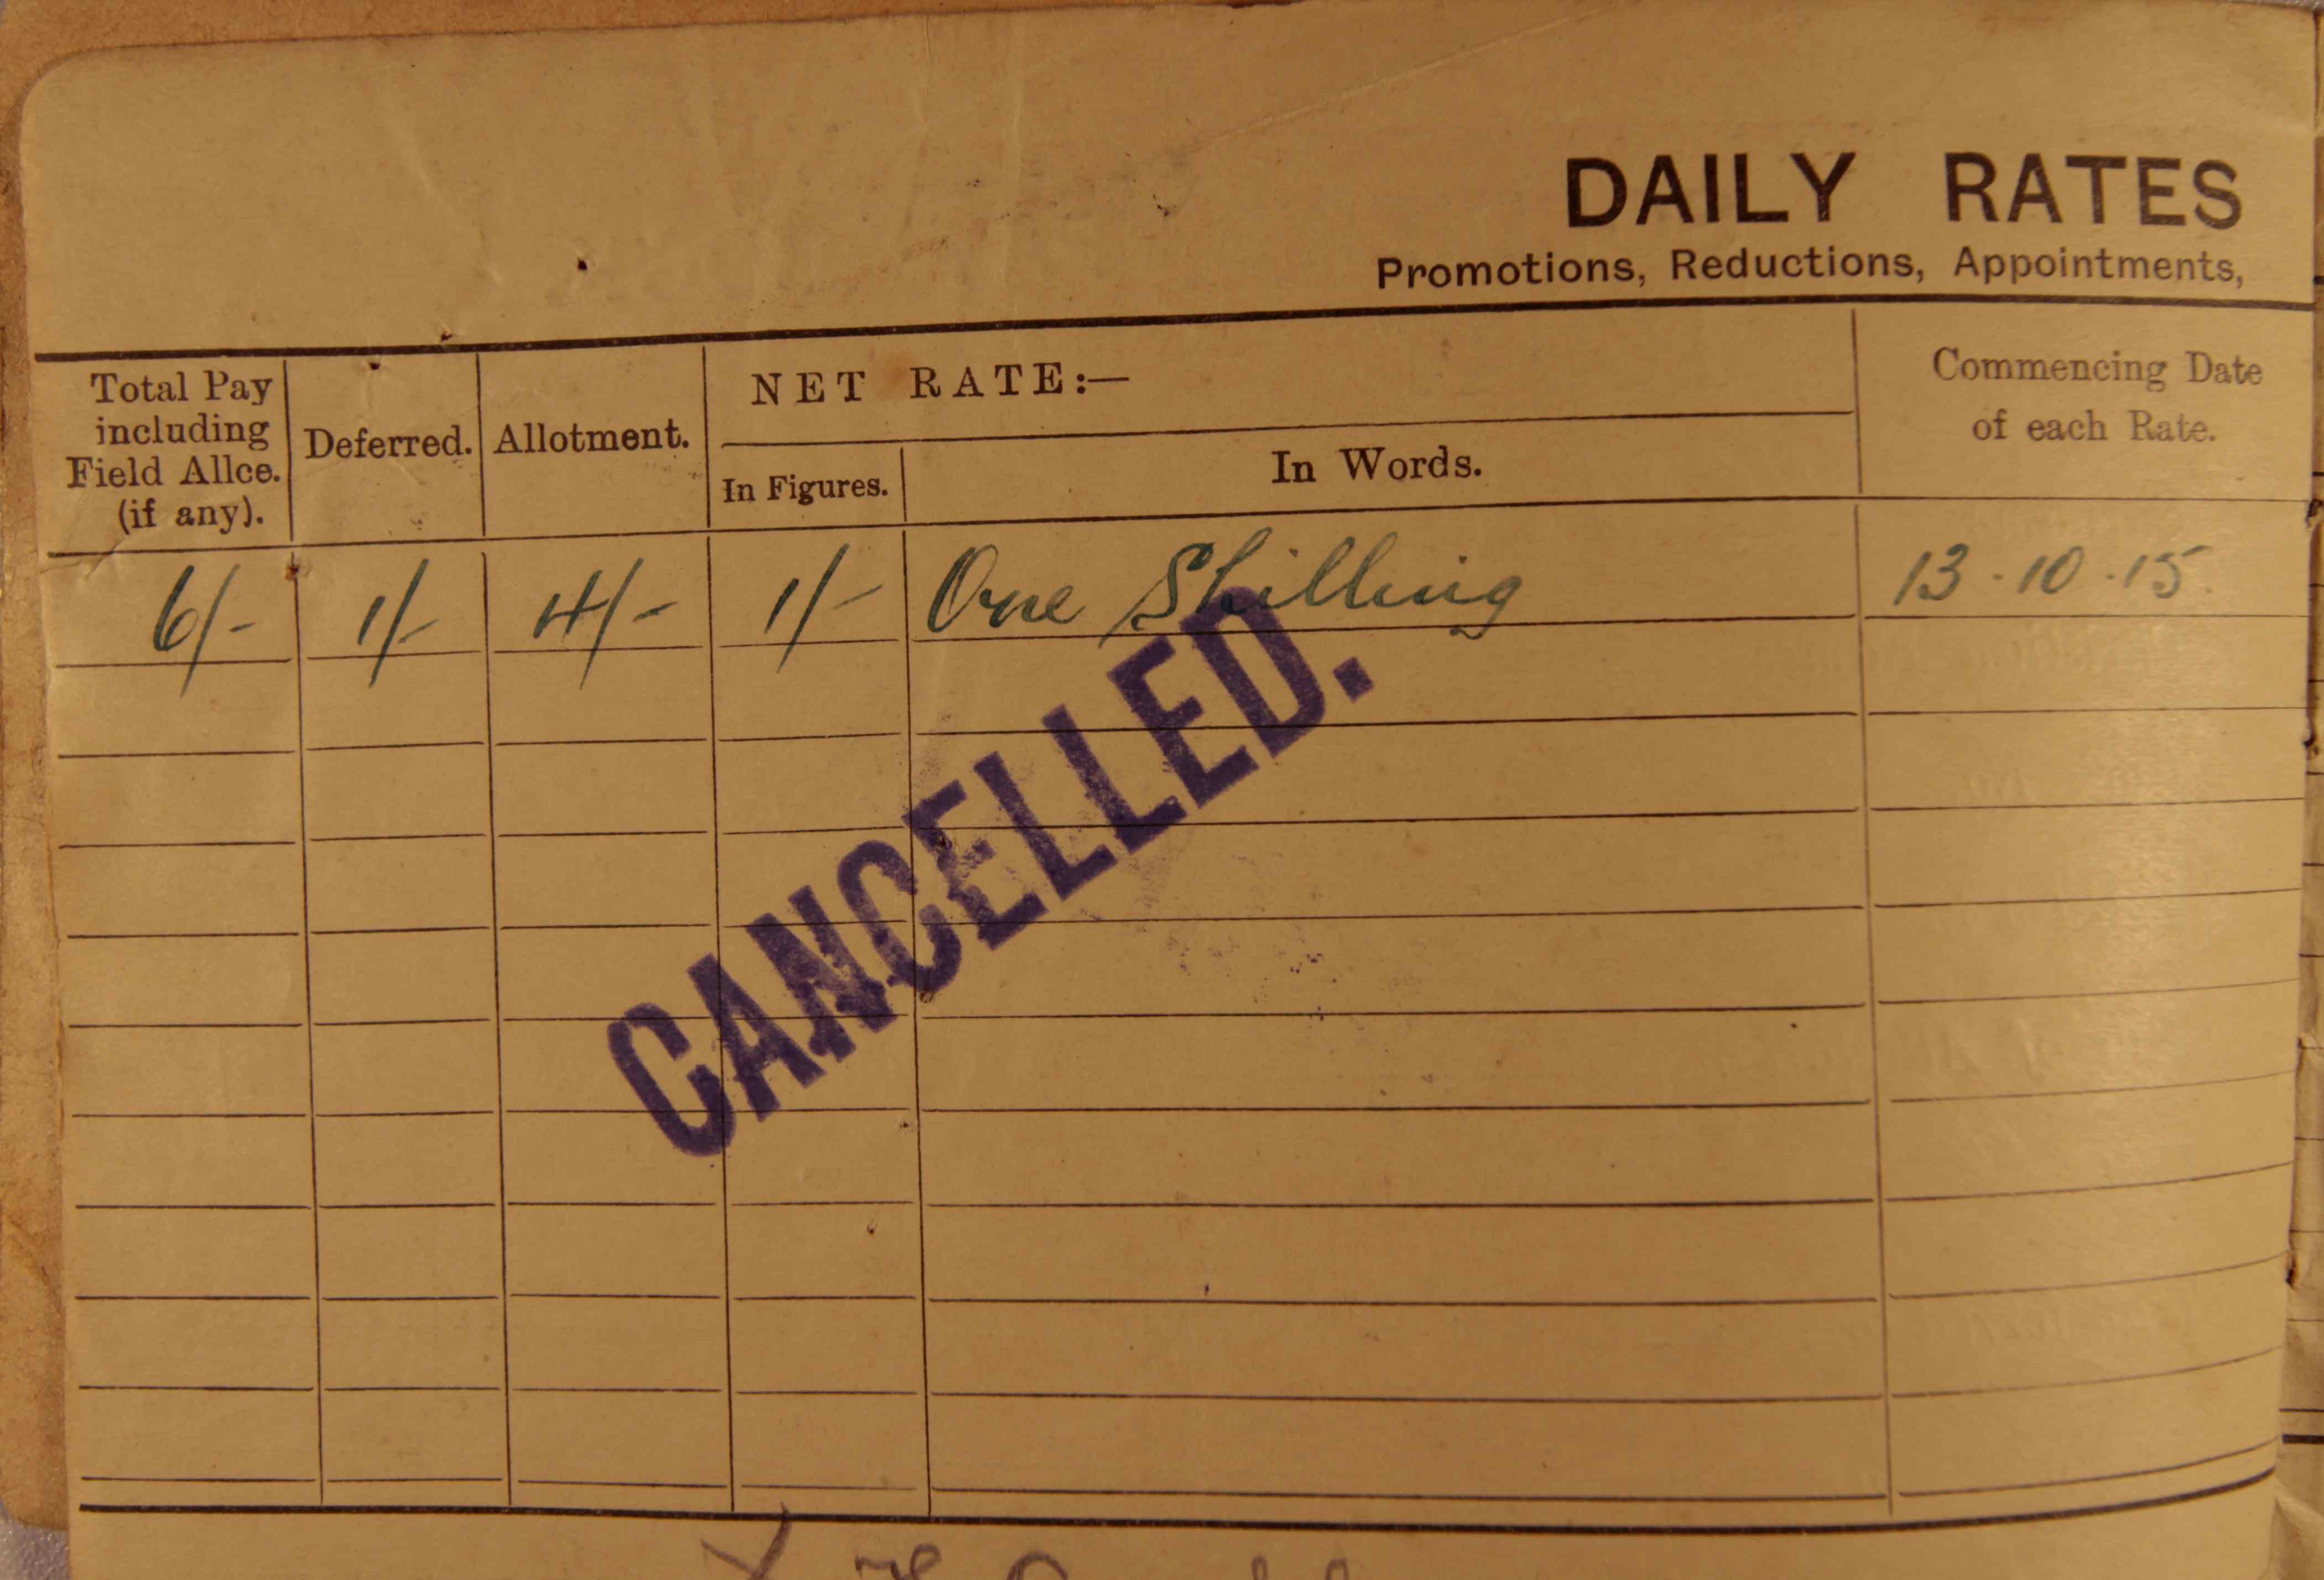 DAILY RATES
Promotions, Reductions, Appointments,
Total Pay
including
Field Allce.
(if any).
Deferred.
Allotment.
NET RATE:—
In Figures.
In Words.
Commencing Date
of each Rate.
6/- 1/- 4/- 1/- One Shilling 13.10.15.
CANCELLED.